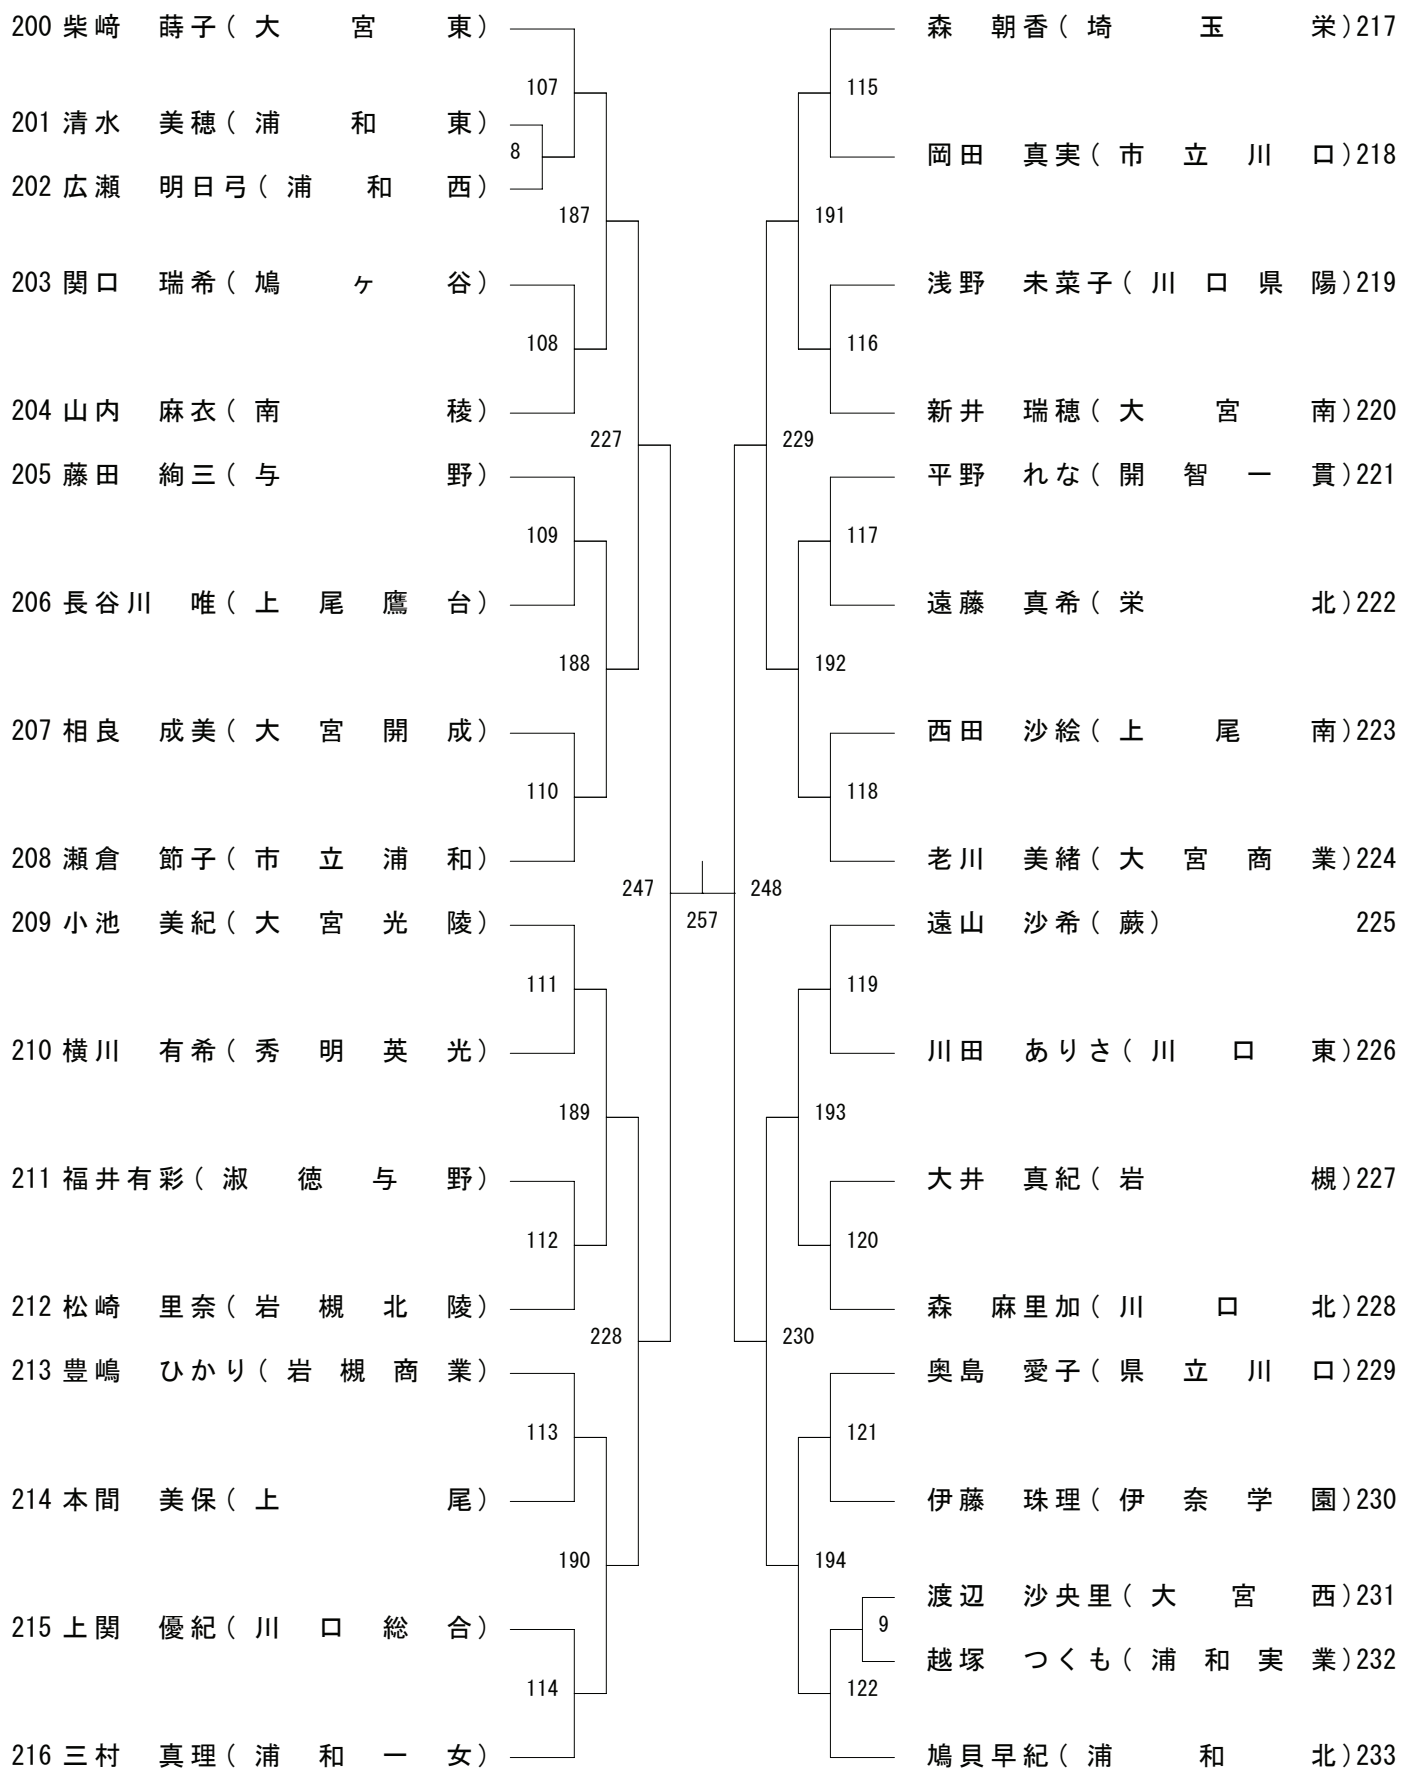 200 柴﨑 蒔子(大宮東)
107
201 清水 美穂(浦和東)
8
202 広瀬 明日弓(浦和西)
187
203 関口 瑞希(鳩ヶ谷)
108
204 山内 麻衣(南稜)
227
205 藤田 絢三(与野)
109
206 長谷川 唯(上尾鷹台)
188
207 相良 成美(大宮開成)
110
208 瀬倉 節子(市立浦和)
247
209 小池 美紀(大宮光陵)
111
210 横川 有希(秀明英光)
189
211 福井有彩(淑徳与野)
112
212 松崎 里奈(岩槻北陵)
228
213 豊嶋 ひかり(岩槻商業)
113
214 本間 美保(上尾)
190
215 上関 優紀(川口総合)
114
216 三村 真理(浦和一女)
257
森 朝香(埼玉栄)217
115
岡田 真実(市立川口)218
191
浅野 未菜子(川口県陽)219
116
新井 瑞穂(大宮南)220
229
平野 れな(開智一貫)221
117
遠藤 真希(栄北)222
192
西田 沙絵(上尾南)223
118
老川 美緒(大宮商業)224
248
遠山 沙希(蕨) 225
119
川田 ありさ(川口東)226
193
大井 真紀(岩槻)227
120
森 麻里加(川口北)228
230
奥島 愛子(県立川口)229
121
伊藤 珠理(伊奈学園)230
194
渡辺 沙央里(大宮西)231
9
越塚 つくも(浦和実業)232
122
鳩貝早紀(浦和北)233